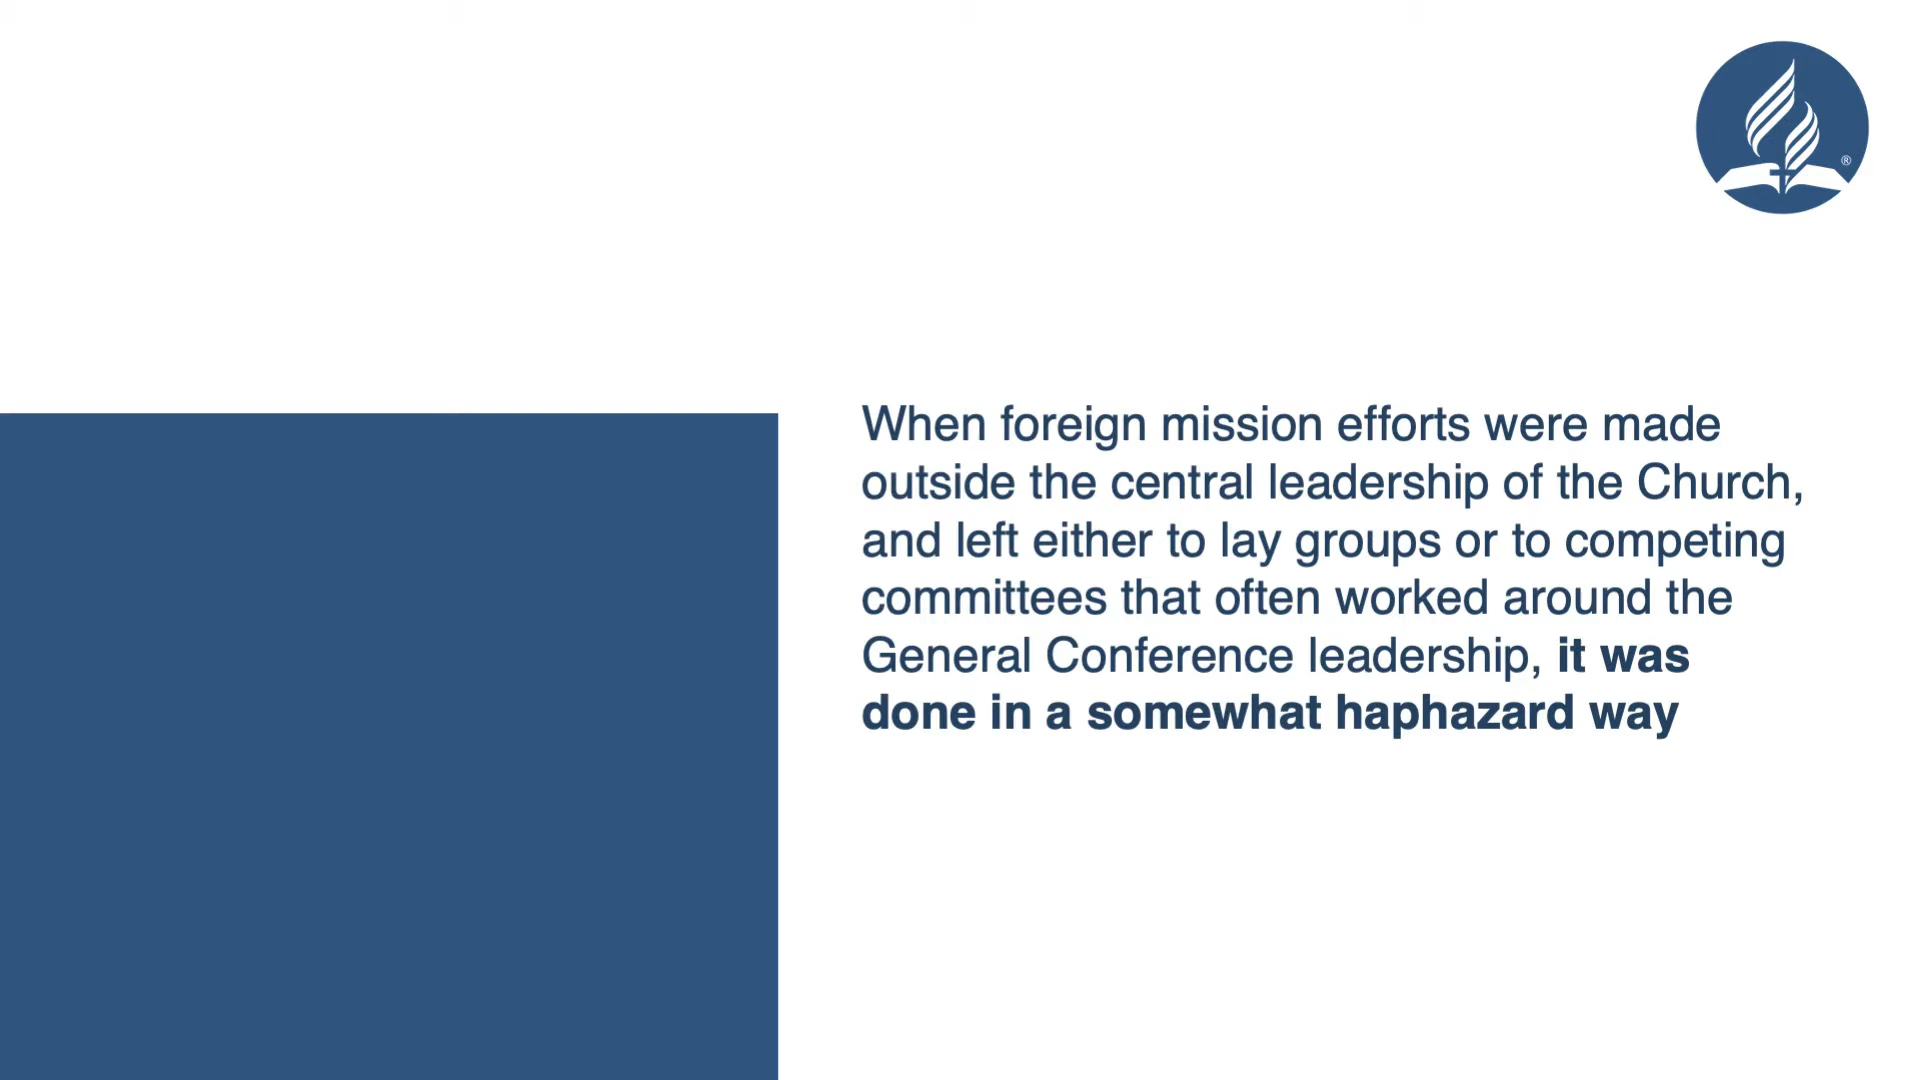 ®
When foreign mission efforts were made
outside the central leadership of the Church,
and left either to lay groups or to competing
committees that often worked around the
General Conference leadership, it was
done in a somewhat haphazard way